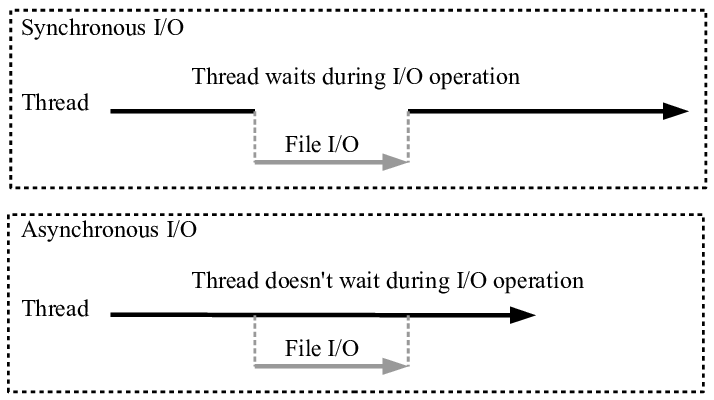 Synchronous I/O
Thread waits during I/O operation
Thread
File I/O
Asynchronous I/O
Thread doesn't wait during I/O operation
Thread
File I/O